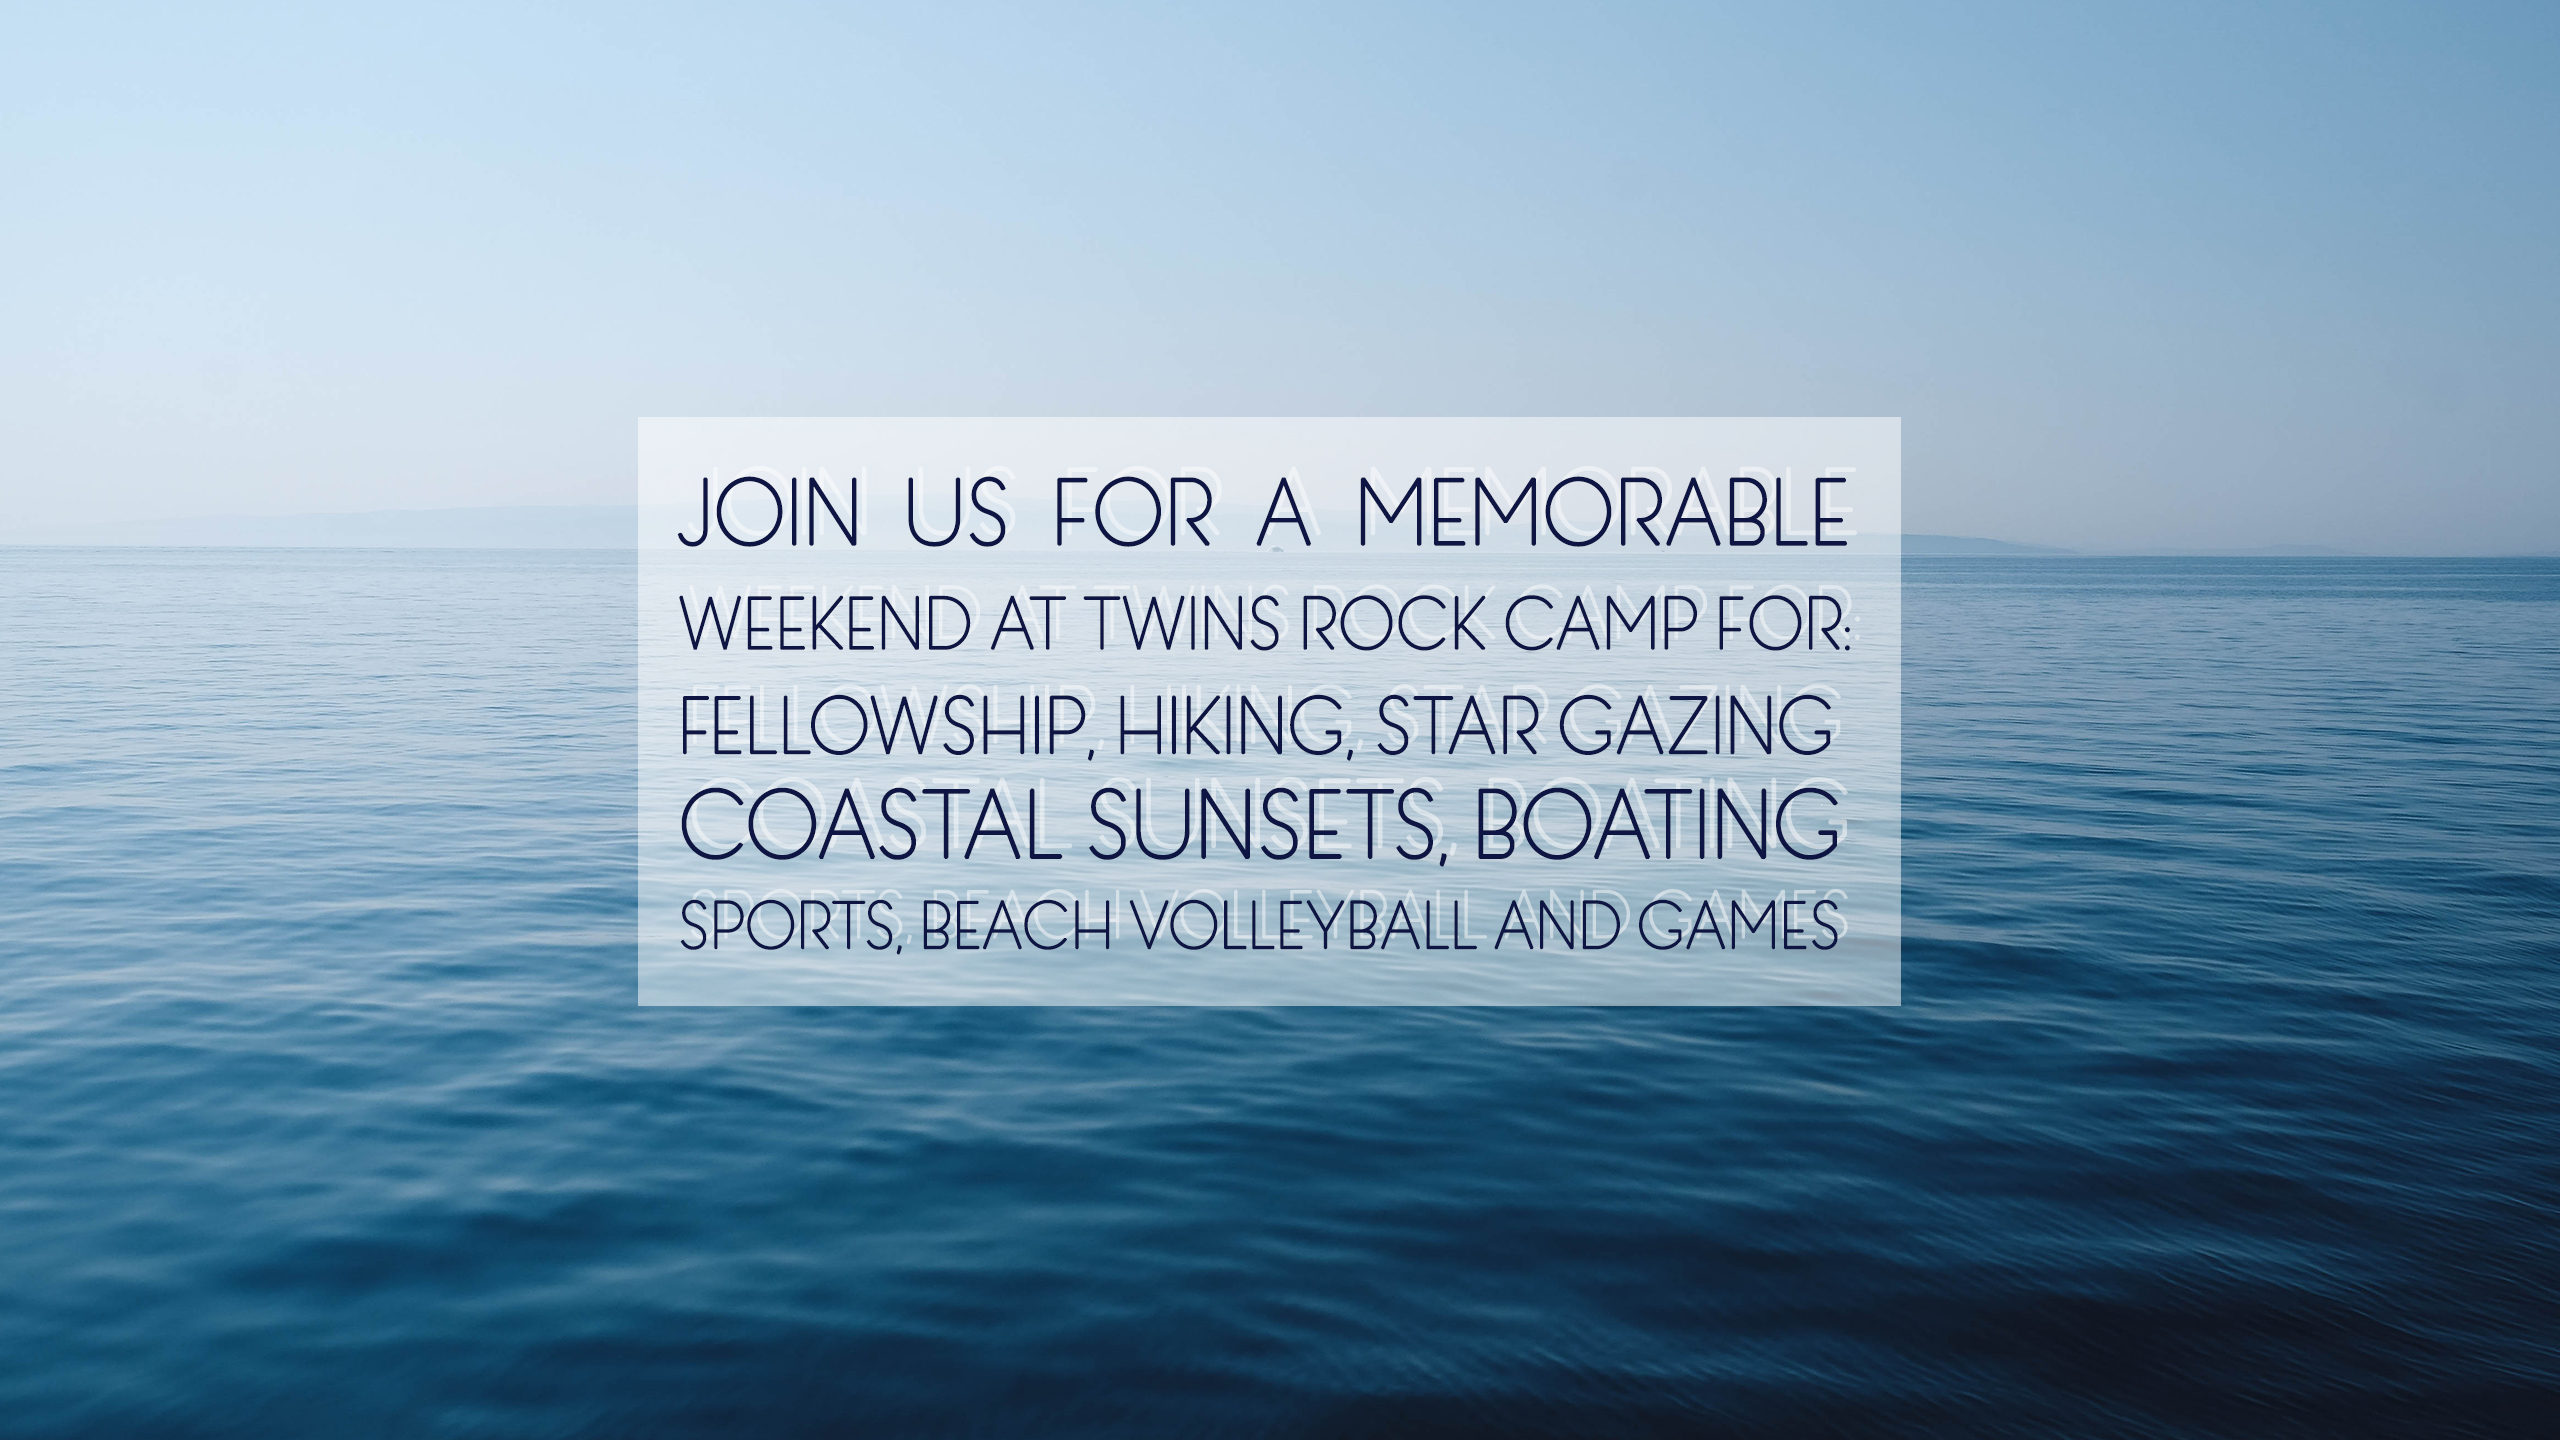 JOIN US FOR A MEMORABLE
WEEKEND AT TWINS ROCK CAMP FOR:
FELLOWSHIP, HIKING, STAR GAZING
COASTAL SUNSETS, BOATING
SPORTS, BEACH VOLLEYBALL AND GAMES